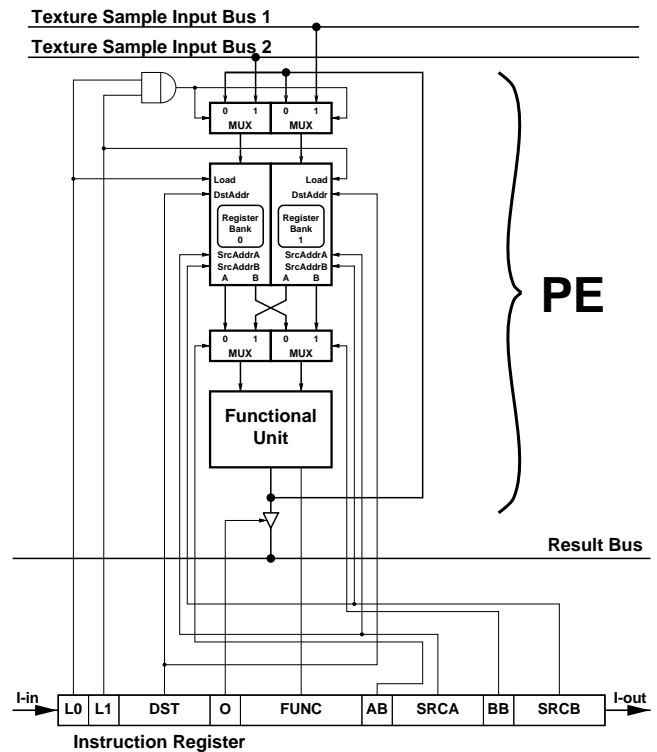 Texture Sample Input Bus 1
Texture Sample Input Bus 2
0 1 0 1
MUX MUX
Load Load
DstAddr DstAddr
Register Bank 0
Register Bank 1
SrcAddrA SrcAddrA
SrcAddrB SrcAddrB
A B A B
PE
0 1 0 1
MUX MUX
Functional
Unit
Result Bus
I-in L0 L1 DST O FUNC AB SRCA BB SRCB I-out
Instruction Register